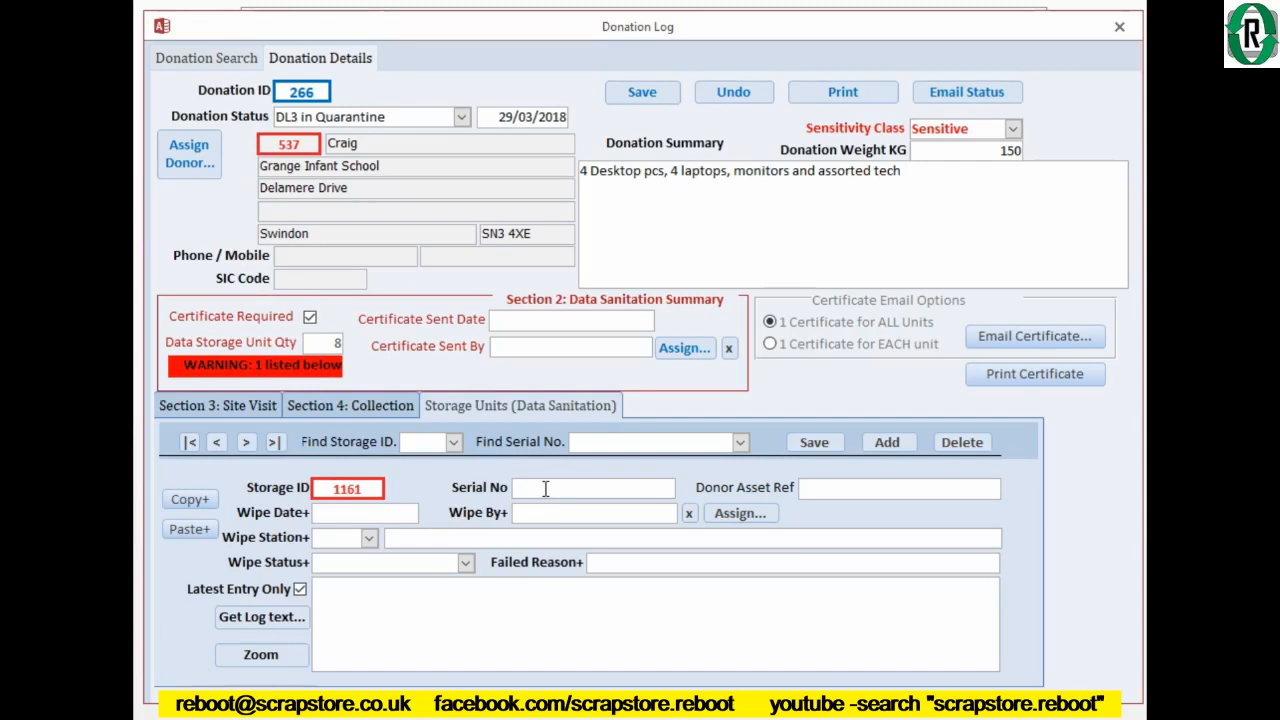 Donation Log
R
Donation Search Donation Details
Donation ID 266 Save Undo Print Email Status
Donation Status DL3 in Quarantine 29/03/2018
Sensitivity Class Sensitive
Assign Donor... 537 Craig
Donation Summary Donation Weight KG 150
Grange Infant School
4 Desktop pcs, 4 laptops, monitors and assorted tech
Delamere Drive
Swindon SN3 4XE
Phone / Mobile
SIC Code
Section 2: Data Sanitation Summary
Certificate Email Options
Certificate Required Certificate Sent Date
1 Certificate for ALL Units
Email Certificate...
Data Storage Unit Qty 8 Certificate Sent By Assign... x
1 Certificate for EACH unit
WARNING: 1 listed below
Print Certificate
Section 3: Site Visit Section 4: Collection Storage Units (Data Sanitation)
|< < > >| Find Storage ID. Find Serial No. Save Add Delete
Storage ID 1161 Serial No Donor Asset Ref
Copy+
Wipe Date+ Wipe By+ x Assign...
Paste+
Wipe Station+
Wipe Status+ Failed Reason+
Latest Entry Only
Get Log text...
Zoom
reboot@scrapstore.co.uk facebook.com/scrapstore.reboot youtube -search "scrapstore.reboot"